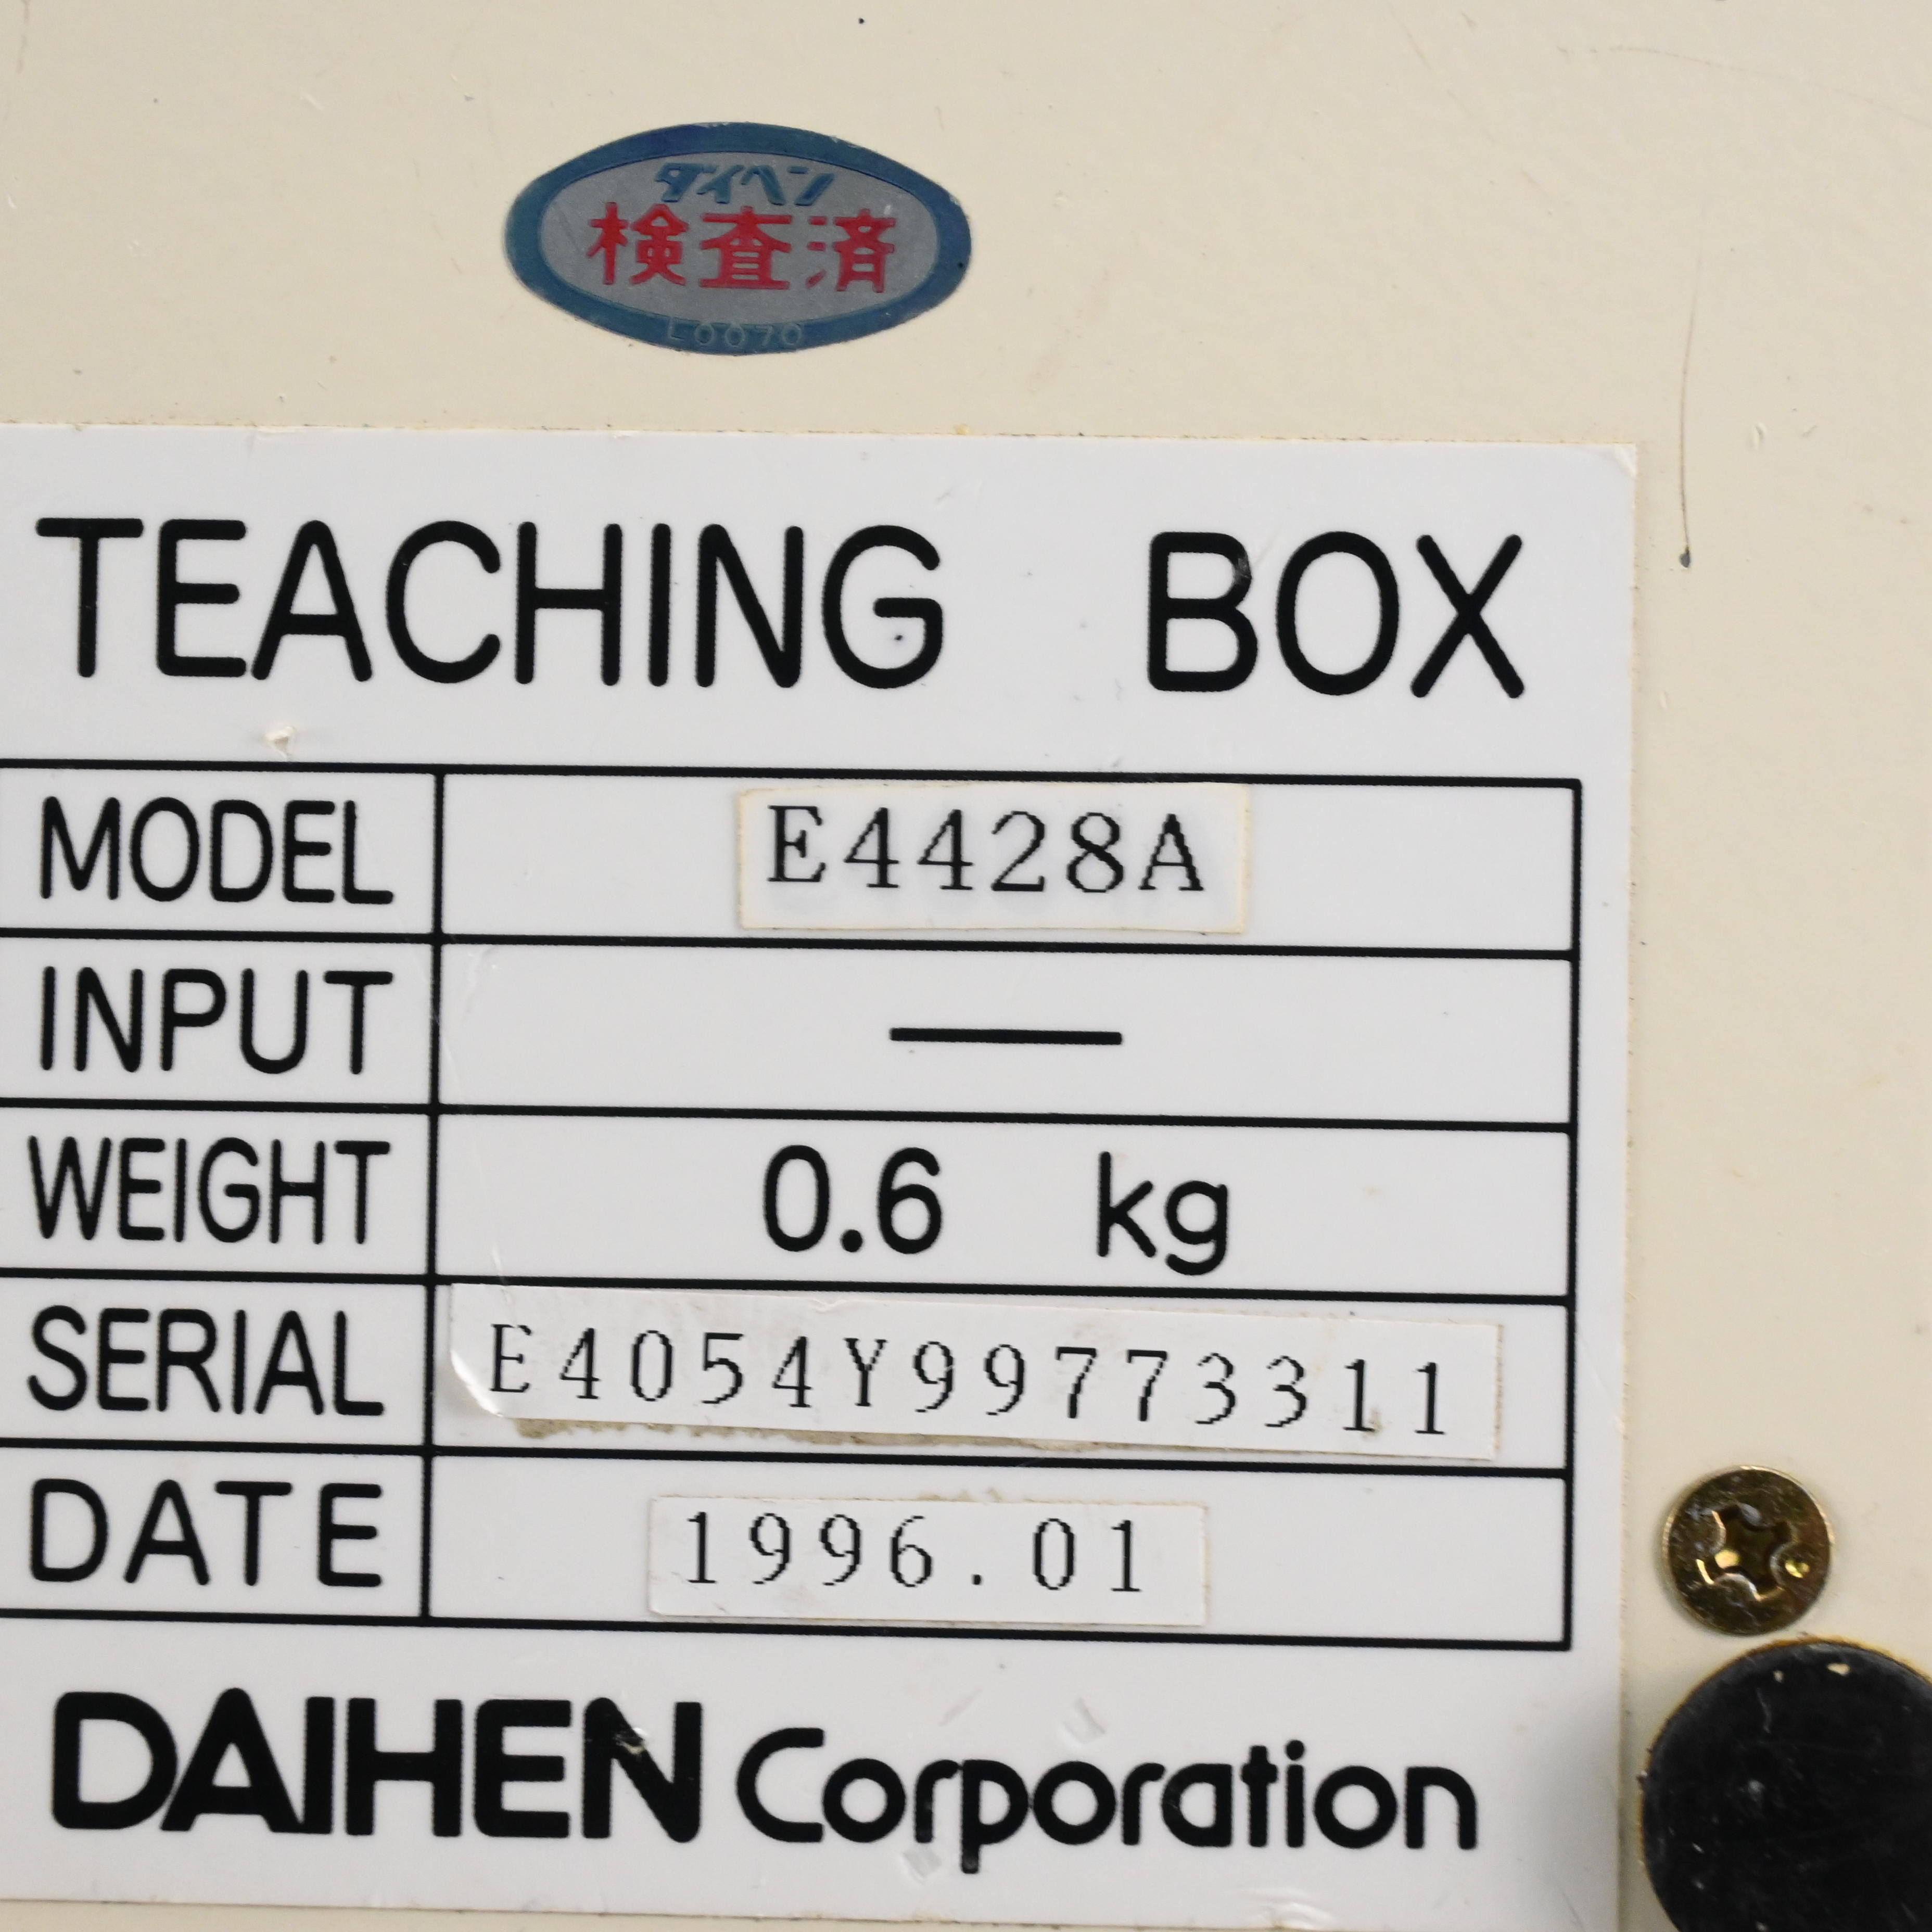 ダイヘン
検査済
L0070
TEACHING BOX
MODEL E4428A
INPUT —
WEIGHT 0.6 kg
SERIAL E4054Y99773311
DATE 1996.01
DAIHEN Corporation